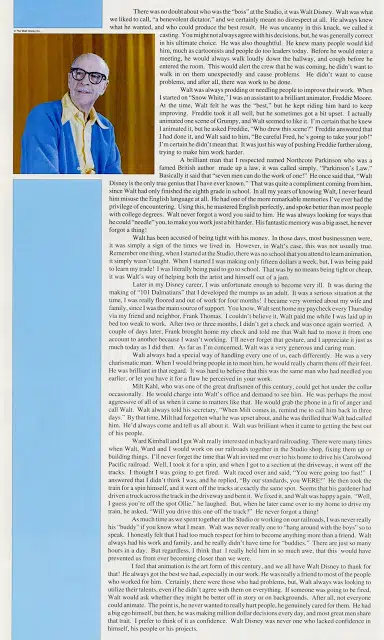 There was no doubt about who was the "boss" at the Studio, it was Walt Disney. Walt was what
we liked to call, "a benevolent dictator," and we certainly meant no disrespect at all. He always knew
what he wanted, and who could produce the best result. He was uncanny in this knack, we called it
casting. You might not always agree with his decisions, but, he was generally correct
in his ultimate choice. He was also thoughtful. He knew many people would kid
him, much as cartoonists and people do too leaders today. Before he would enter a
meeting, he would always walk loudly down the hallway, and cough before he
entered the room. This would alert the crew that he was coming, he didn't want to
walk in on them unexpectedly and cause problems. He didn't want to cause
problems, and after all, there was work to be done.
Walt was always prodding or needling people to improve their work. When
I started on "Snow White," I was an assistant to a brilliant animator, Freddie Moore.
At the time, Walt felt he was the "best," but he kept riding him hard to keep
improving. Freddie took it all well, but he sometimes got a bit upset. I actually
animated one scene of Grumpy, and Walt seemed to like it. I'm certain that he knew
I animated it, but he asked Freddie, "Who drew this scene?" Freddie answered that
I had done it, and Walt said to him, "Be careful Fred, he's going to take your job!"
I'm certain he didn't mean that. It was just his way of pushing Freddie further along,
trying to make him work harder.
A brilliant man that I respected named Northcote Parkinson who was a
famed British author made up a law, it was called simply, "Parkinson's Law."
Basically it said that "seven men can do the work of one!" He once said that, "Walt
Disney is the only true genius that I have ever known." That was quite a compliment coming from him,
since Walt had only finished the eighth grade in school. In all my years of knowing Walt, I never heard
him misuse the English language at all. He had one of the more remarkable memories I've ever had the
privilege of encountering. Using this, he mastered English perfectly, and spoke better than most people
with college degrees. Walt never forgot a word you said to him. He was always looking for ways that
he could "needle" you, to make you work just a bit harder. His fantastic memory was a big asset, he never
forgot a thing!
Walt has been accused of being tight with his money. In those days, most businessmen were,
it was simply a sign of the times we lived in. However, in Walt's case, this was not usually true.
Remember one thing, when I started at the Studio, there was no school that you attend to learn animation,
it simply wasn't taught. When I started I was making only fifteen dollars a week, but, I was being paid
to learn my trade! I was literally being paid to go to school. That was by no means being tight or cheap,
it was Walt's way of helping both the artist and himself out of a jam.
Later in my Disney career, I was unfortunate enough to become very ill. It was during the
making of "101 Dalmatians" that I developed the mumps as an adult. It was a serious situation at the
time, I was really floored and out of work for four months! I became very worried about my wife and
family, since I was the main source of support. You know, Walt sent home my paycheck every Thursday
via my friend and neighbor, Frank Thomas. I couldn't believe it, Walt paid me while I was laid up in
bed too weak to work. After two or three months, I didn't get a check and was once again worried. A
couple of days later, Frank brought home my check and told me that Walt had to move it from one
account to another because I wasn't working. I'll never forget that gesture, and I appreciate it just as
much today as I did then. As far as I'm concerned, Walt was a very generous and caring man.
Walt always had a special way of handling every one of us, each differently. He was a very
charismatic man. When I would bring people in to meet him, he would really charm them off their feet.
He was brilliant in that regard. It was hard to believe that this was the same man who had needled you
earlier, or let you have it for a flaw he perceived in your work.
Milt Kahl, who was one of the great draftsmen of this century, could get hot under the collar
occasionally. He would charge into Walt's office and demand to see him. He was perhaps the most
aggressive of all of us when it came to matters like that. He would grab the phone in a fit of anger and
call Walt. Walt always told his secretary, "When Milt comes in, remind me to call him back in three
days." By that time, Milt had forgotten what he was upset about, and he was thrilled that Walt had called
him. He'd always come and tell us all about it. Walt was brilliant when it came to getting the best out
of his people.
Ward Kimball and I got Walt really interested in backyard railroading. There were many times
when Walt, Ward and I would work on our railroads together in the Studio shop, fixing them up or
building things. I'll never forget the time that Walt invited me over to his home to drive his Carolwood
Pacific railroad. Well, I took it for a spin, and when I got to a section at the driveway, it went off the
tracks. I thought I was going to get fired. Walt raced over and said, "You were going too fast!" I
answered that I didn't think I was, and he replied, "By our standards, you WERE!" He then took the
train for a spin himself, and it went off the tracks at exactly the same spot. Seems that his gardener had
driven a truck across the track in the driveway and bent it. We fixed it, and Walt was happy again. "Well,
I guess you're off the spot Ollie," he laughed. But, when he later came over to my home to drive my
train, he asked, "Will you drive this one off the track?" He never forgot a thing!
As much time as we spent together at the Studio or working on our railroads, I was never really
his "buddy" if you know what I mean. Walt was never really one to "hang around with the boys" so to
speak. I honestly felt that I had too much respect for him to become anything more than a friend. Walt
always had his work and family, and he really didn't have time for "buddies." There are just so many
hours in a day. But regardless, I think that I really held him in so much awe, that this would have
prevented us from ever becoming closer than we were.
I feel that animation is the art form of this century, and we all have Walt Disney to thank for
that! He always got the best we had, especially in our work. He was really a friend to most of the people
who worked for him. Certainly, there were those who had problems, but, Walt always was looking to
utilize their talents, even if he didn't agree with them on everything. If someone was going to be fired,
Walt would ask whether they might be better off in story or on backgrounds. After all, not everyone
could animate. The point is, he never wanted to really hurt people, he genuinely cared for them. He had
a big ego himself, but then, he was making million dollar decisions every day, and most great men share
that trait. I prefer to think of it as confidence. Walt Disney was never one who lacked confidence in
himself, his people or his projects.